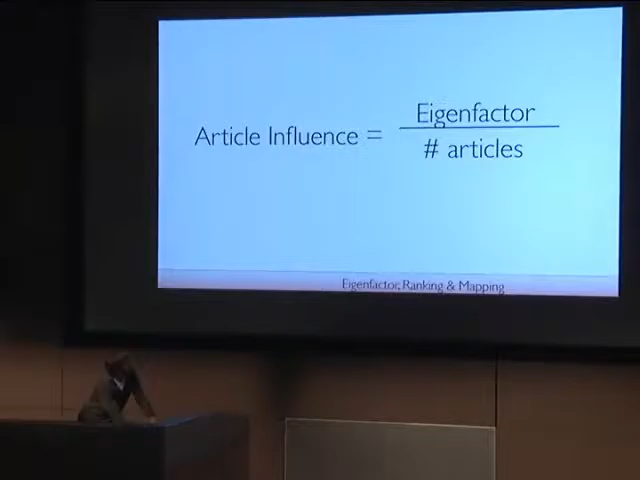 Article Influence =
Eigenfactor
# articles
Eigenfactor, Ranking & Mapping